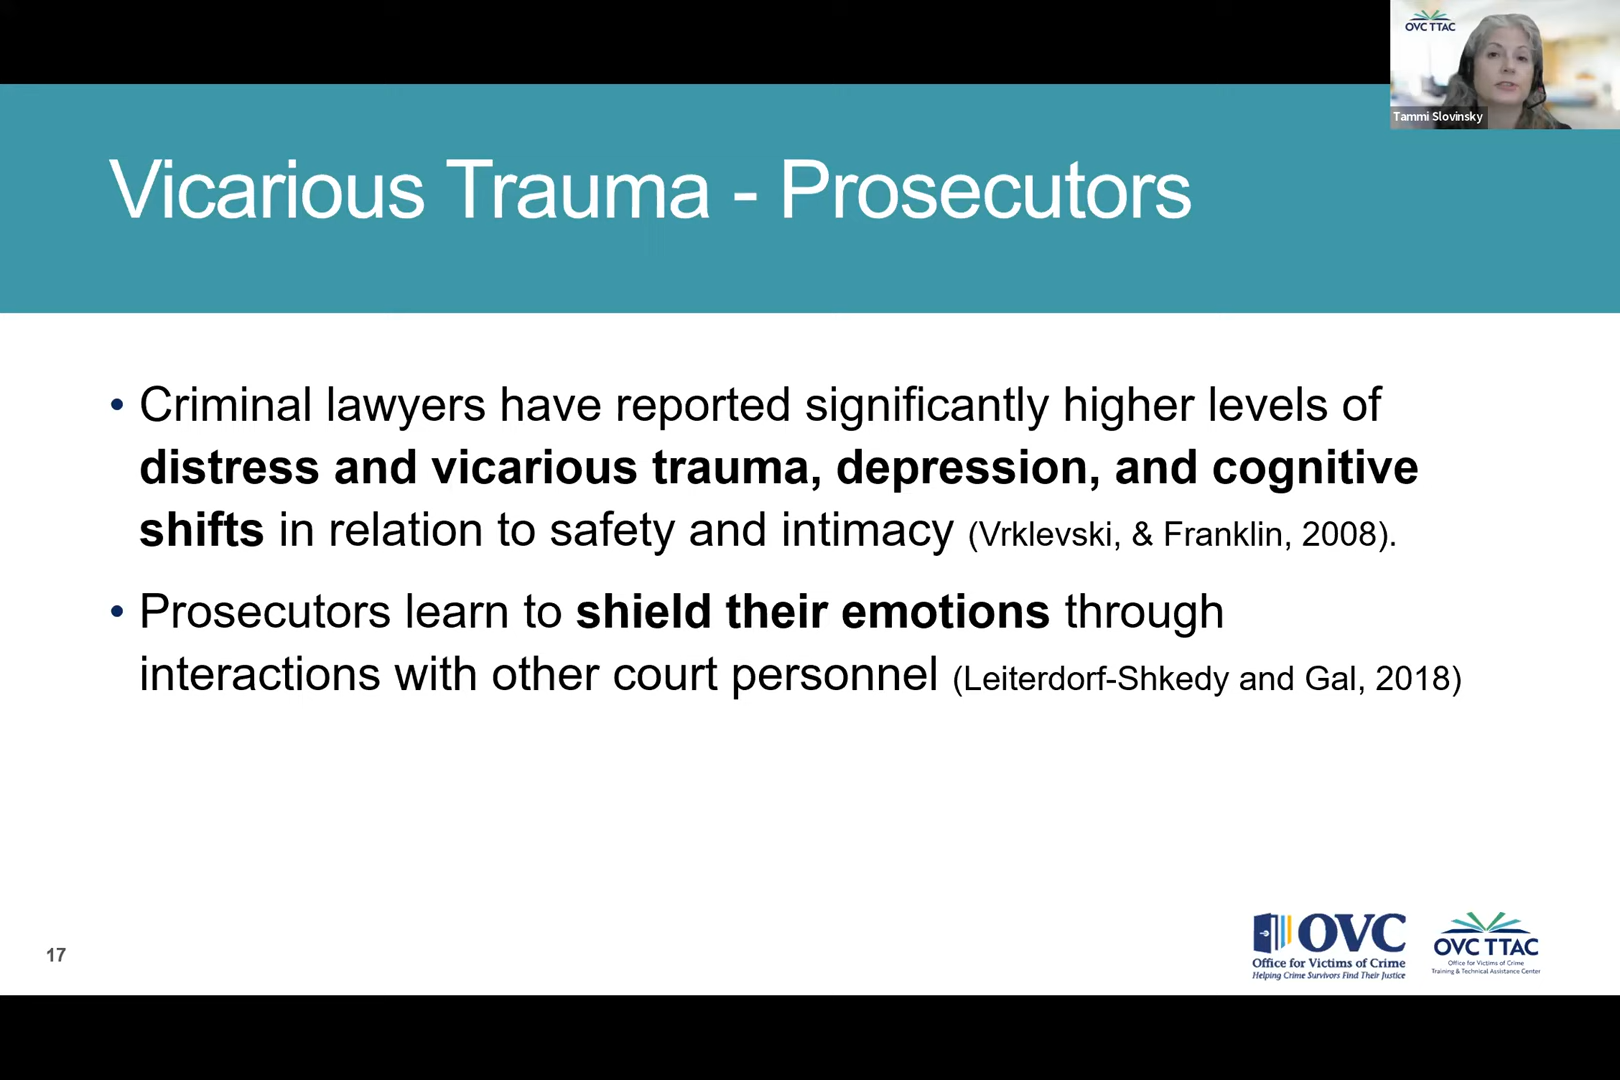 OVC TTAC
Tammi Slovinsky
Vicarious Trauma - Prosecutors
• Criminal lawyers have reported significantly higher levels of
distress and vicarious trauma, depression, and cognitive
shifts in relation to safety and intimacy (Vrklevski, & Franklin, 2008).
• Prosecutors learn to shield their emotions through
interactions with other court personnel (Leiterdorf-Shkedy and Gal, 2018)
17
OVC
Office for Victims of Crime
Helping Crime Survivors Find Their Justice
OVC TTAC
Office for Victims of Crime
Training & Technical Assistance Center